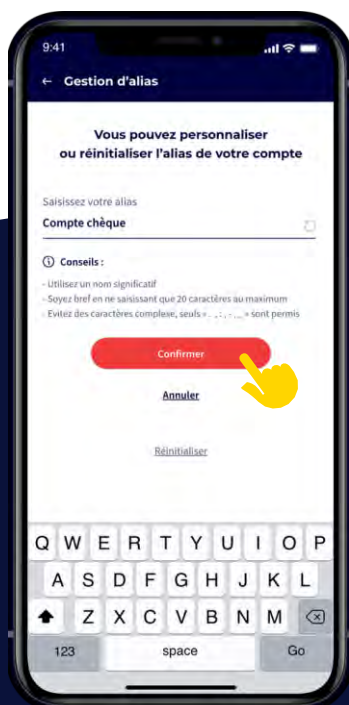 9:41
← Gestion d'alias
Vous pouvez personnaliser
ou réinitialiser l'alias de votre compte
Saisissez votre alias
Compte chèque
Conseils :
- Utilisez un nom significatif
- Soyez bref en ne saisissant que 20 caractères au maximum
- Evitez des caractères complexe, seuls « sont permis
Confirmer
Annuler
Réinitialiser
Q W E R T Y U I O P
A S D F G H J K L
Z X C V B N M
123 space Go